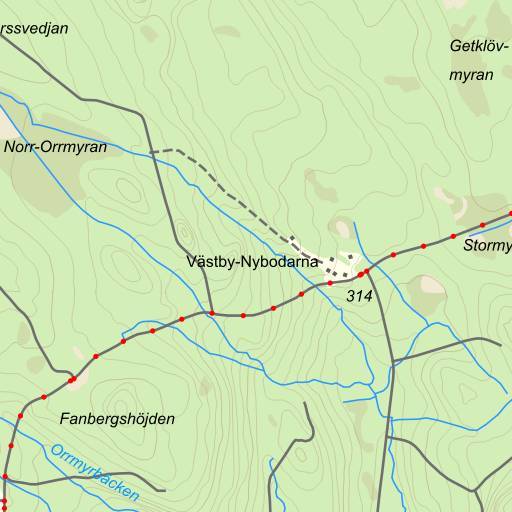 rssvedjan
Getklöv-
myran
Norr-Orrmyran
Stormy
Västby-Nybodarna
314
Fanbergshöjden
Orrmyrbäcken